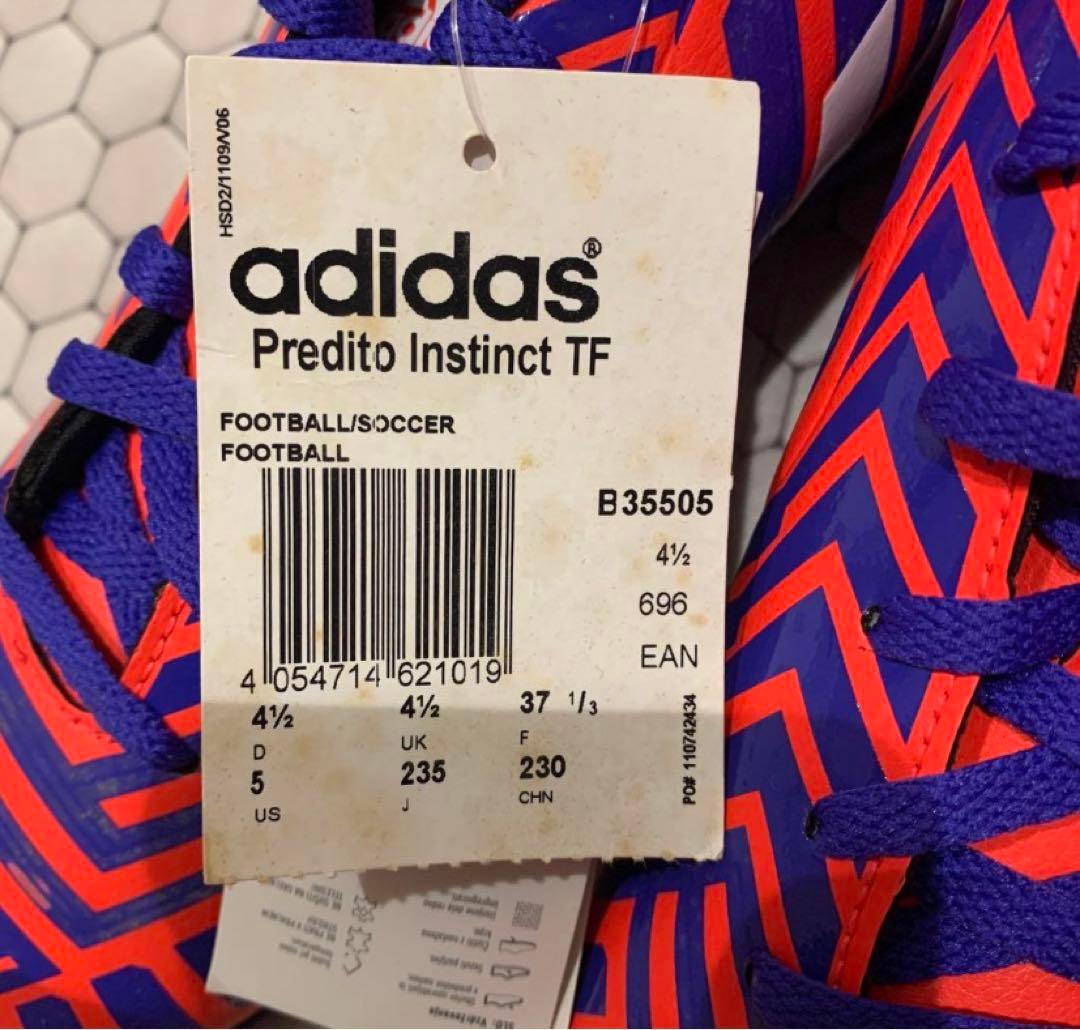 HSD2/1109/V06
adidas®
Predito Instinct TF
FOOTBALL/SOCCER
FOOTBALL
B35505
4½
696
EAN
4 054714 621019
4½ 4½ 37 1/3
D UK F
5 235 230
US J CHN
PO# 110742434